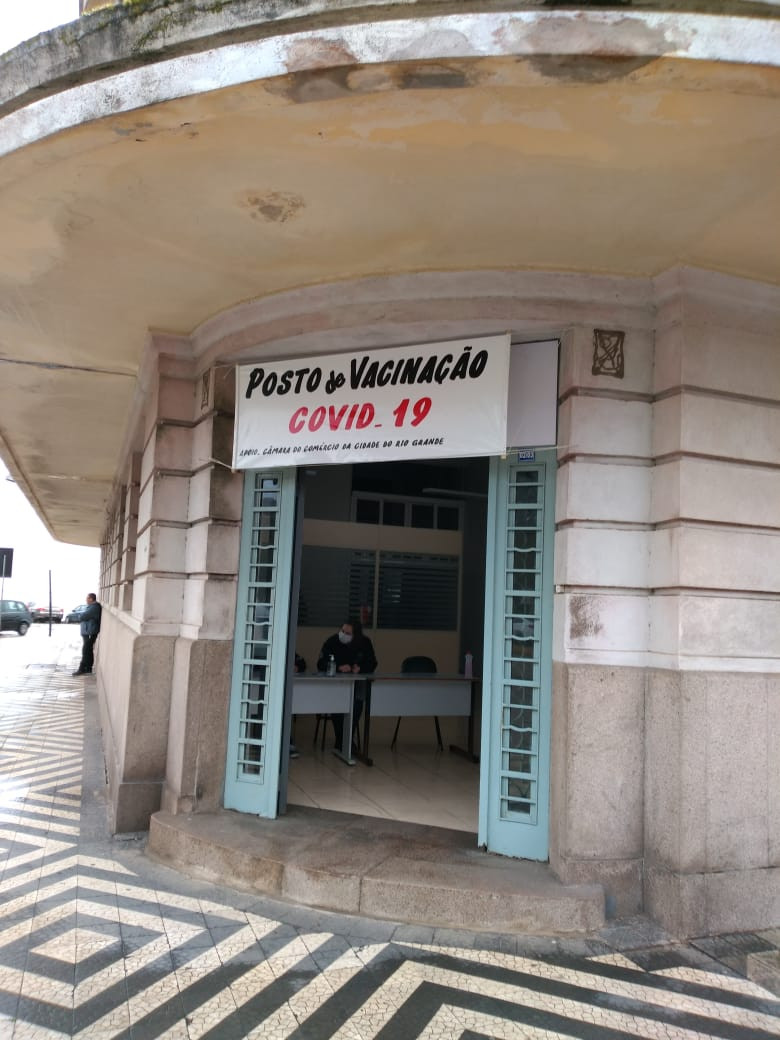 POSTO de VACINAÇÃO
COVID_19
APOIO. CÂMARA DO COMÉRCIO DA CIDADE DO RIO GRANDE